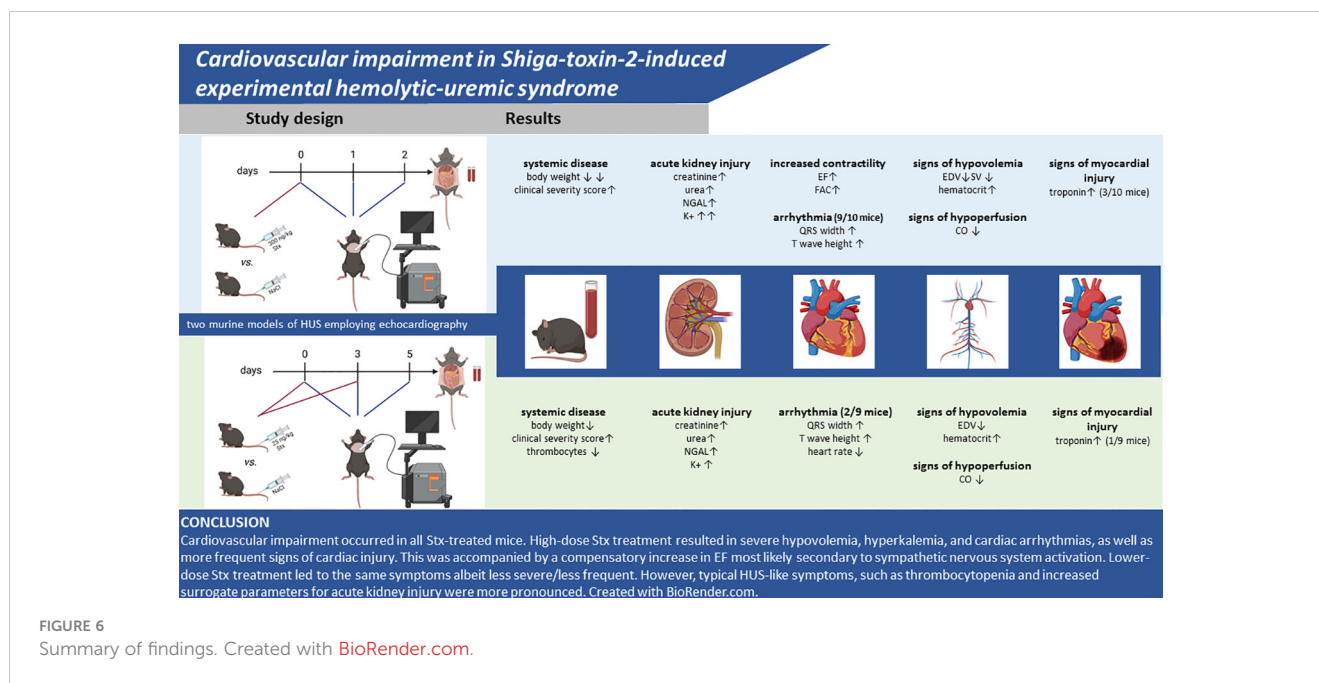 Cardiovascular impairment in Shiga-toxin-2-induced
experimental hemolytic-uremic syndrome
Study design
Results
days
0
1
2
300 ng/kg
Stx
vs.
NaCl
systemic disease
body weight ↓ ↓
clinical severity score↑
acute kidney injury
creatinine↑
urea↑
NGAL↑
K+ ↑↑
increased contractility
EF↑
FAC↑
arrhythmia (9/10 mice)
QRS width ↑
T wave height ↑
signs of hypovolemia
EDV↓SV ↓
hematocrit↑
signs of hypoperfusion
CO ↓
signs of myocardial
injury
troponin↑ (3/10 mice)
two murine models of HUS employing echocardiography
days
0
3
5
25 ng/kg
Stx
vs.
NaCl
systemic disease
body weight↓
clinical severity score↑
thrombocytes ↓
acute kidney injury
creatinine↑
urea↑
NGAL↑
K+ ↑
arrhythmia (2/9 mice)
QRS width ↑
T wave height ↑
heart rate ↓
signs of hypovolemia
EDV↓
hematocrit↑
signs of hypoperfusion
CO ↓
signs of myocardial
injury
troponin↑ (1/9 mice)
CONCLUSION
Cardiovascular impairment occurred in all Stx-treated mice. High-dose Stx treatment resulted in severe hypovolemia, hyperkalemia, and cardiac arrhythmias, as well as
more frequent signs of cardiac injury. This was accompanied by a compensatory increase in EF most likely secondary to sympathetic nervous system activation. Lower-
dose Stx treatment led to the same symptoms albeit less severe/less frequent. However, typical HUS-like symptoms, such as thrombocytopenia and increased
surrogate parameters for acute kidney injury were more pronounced. Created with BioRender.com.
FIGURE 6
Summary of findings. Created with BioRender.com.